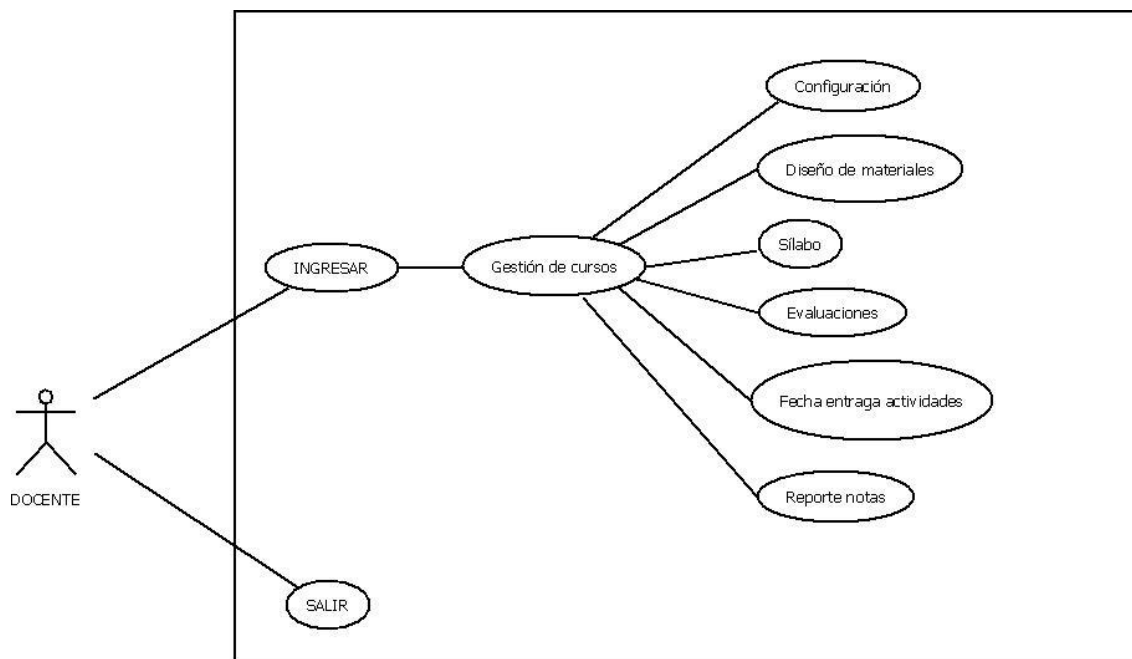 Configuración
Diseño de materiales
Sílabo
INGRESAR
Gestión de cursos
Evaluaciones
Fecha entraga actividades
DOCENTE
Reporte notas
SALIR